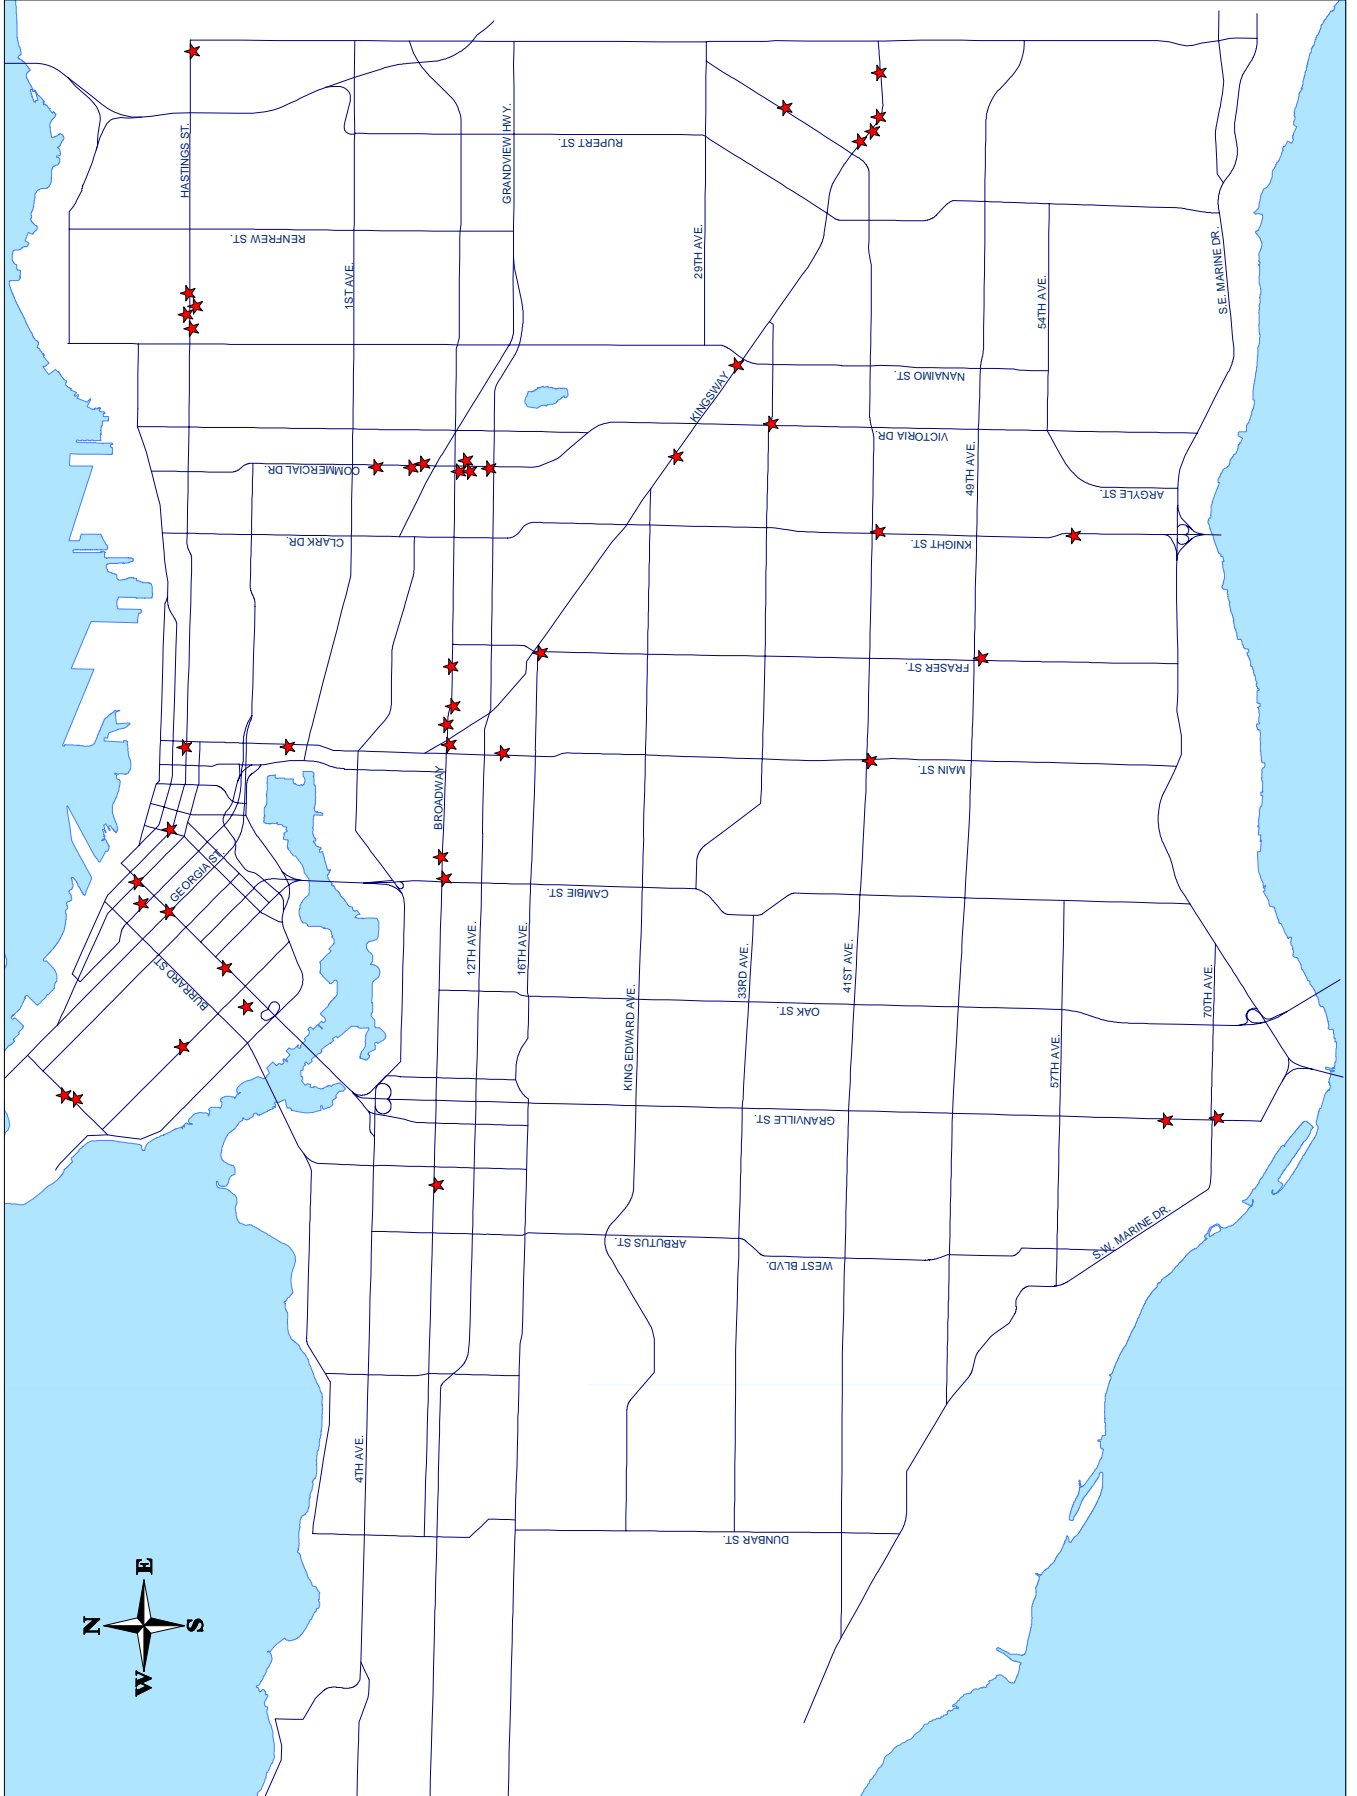 HASTINGS ST.
GRANDVIEW HWY.
RUPERT ST.
RENFREW ST.
1ST AVE.
29TH AVE.
54TH AVE.
S.E. MARINE DR.
NANAIMO ST.
KINGSWAY
VICTORIA DR.
COMMERCIAL DR.
49TH AVE.
ARGYLE ST.
CLARK DR.
KNIGHT ST.
FRASER ST.
MAIN ST.
BROADWAY
GEORGIA ST.
CAMBIE ST.
BURRARD ST.
12TH AVE.
16TH AVE.
33RD AVE.
41ST AVE.
70TH AVE.
OAK ST.
KING EDWARD AVE.
57TH AVE.
GRANVILLE ST.
ARBUTUS ST.
WEST BLVD.
S.W. MARINE DR.
4TH AVE.
DUNBAR ST.
N
E
S
W